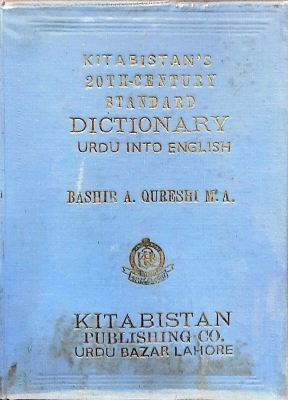 KITABISTAN'S
20TH-CENTURY
STANDARD
DICTIONARY
URDU INTO ENGLISH
BASHIR A. QURESHI M.A.
KITABISTAN
PUBLISHING CO.
URDU BAZAR LAHORE